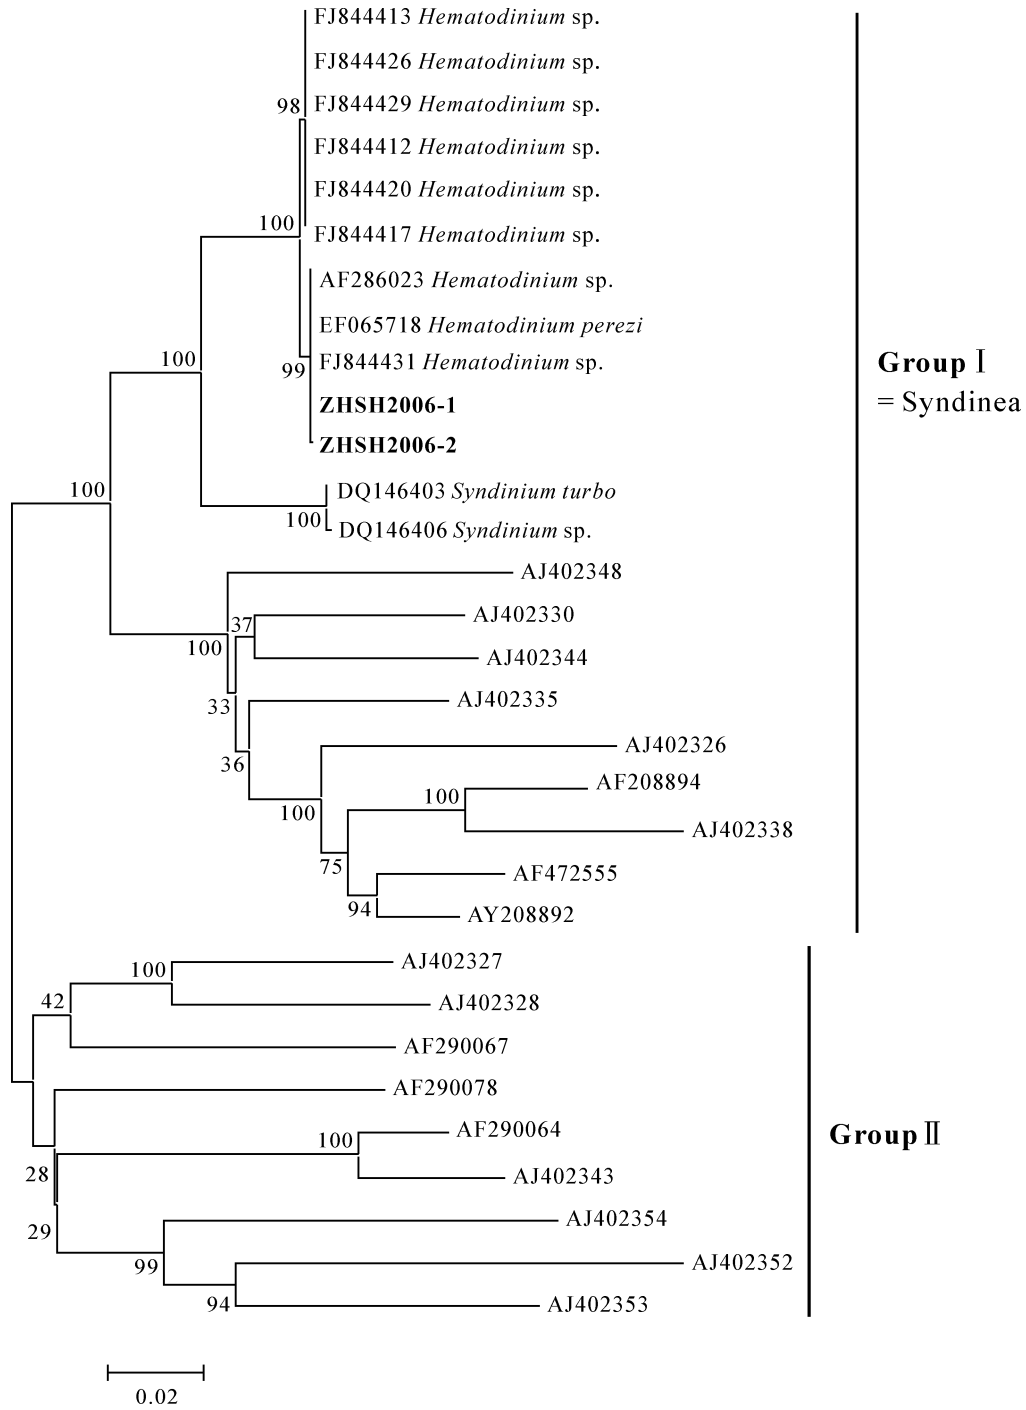 FJ844413 Hematodinium sp.
FJ844426 Hematodinium sp.
98
FJ844429 Hematodinium sp.
FJ844412 Hematodinium sp.
FJ844420 Hematodinium sp.
100
FJ844417 Hematodinium sp.
AF286023 Hematodinium sp.
EF065718 Hematodinium perezi
100
99
FJ844431 Hematodinium sp.
Group Ⅰ
= Syndinea
ZHSH2006-1
ZHSH2006-2
100
DQ146403 Syndinium turbo
100
DQ146406 Syndinium sp.
AJ402348
37
AJ402330
100
AJ402344
33
AJ402335
36
AJ402326
100
AF208894
100
AJ402338
75
AF472555
94
AY208892
100
AJ402327
42
AJ402328
AF290067
AF290078
100
AF290064
Group Ⅱ
28
AJ402343
29
AJ402354
99
AJ402352
94
AJ402353
0.02